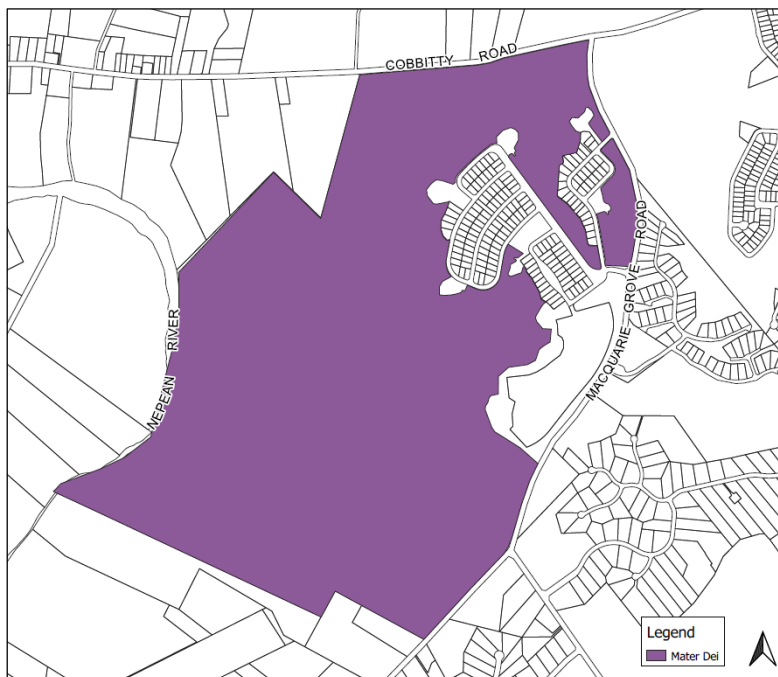 COBBITTY ROAD
NEPEAN RIVER
MACQUARIE GROVE ROAD
Legend
Mater Dei